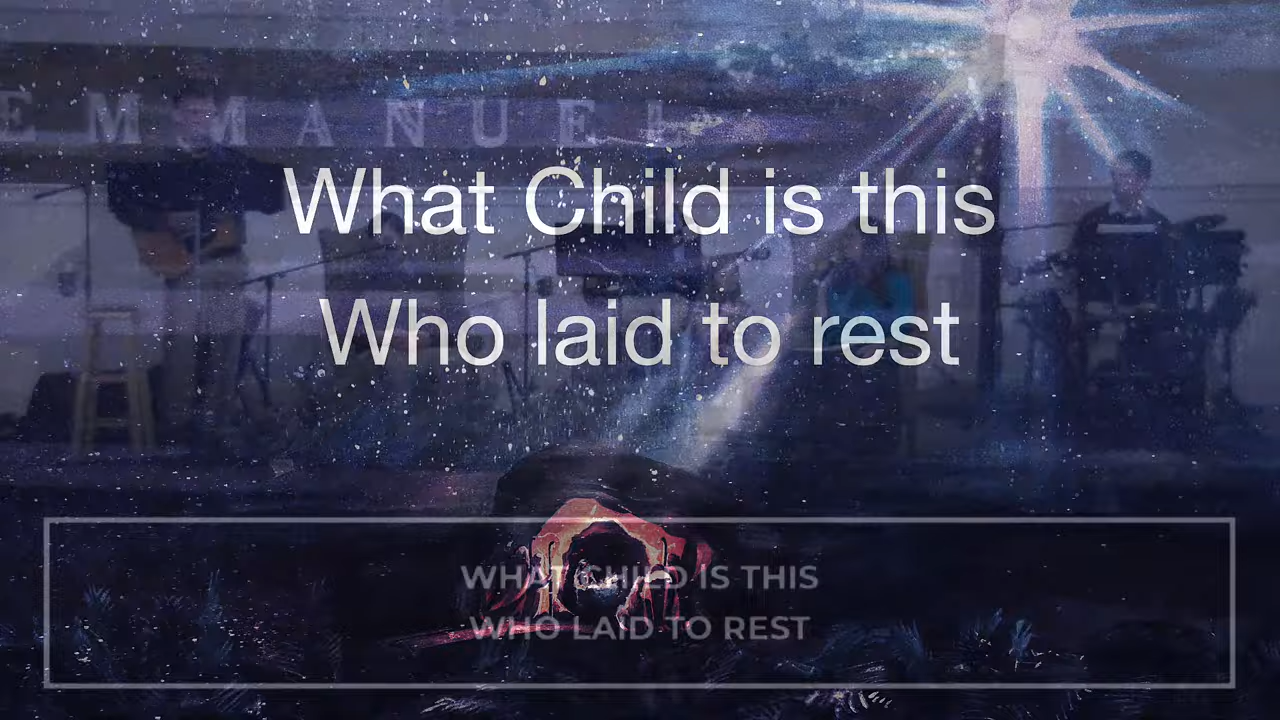 EMMANUEL
What Child is this
Who laid to rest
WHAT CHILD IS THIS
WHO LAID TO REST